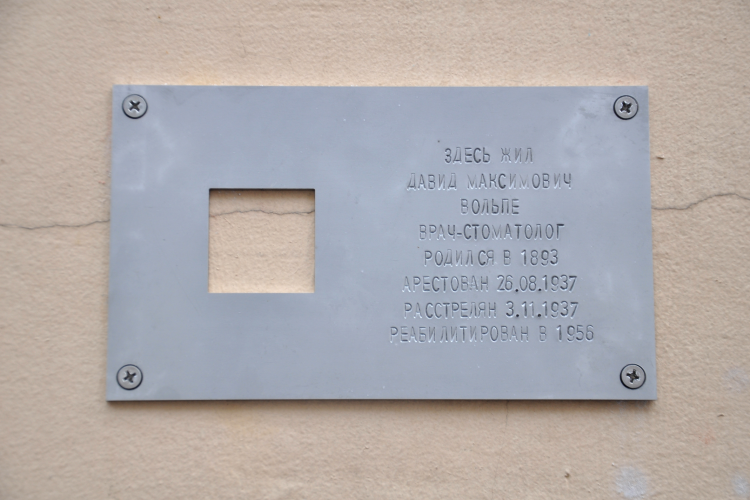 ЗДЕСЬ ЖИЛ
ДАВИД МАКСИМОВИЧ
ВОЛЬПЕ
ВРАЧ-СТОМАТОЛОГ
РОДИЛСЯ В 1893
АРЕСТОВАН 26.08.1937
РАССТРЕЛЯН 3.11.1937
РЕАБИЛИТИРОВАН В 1956